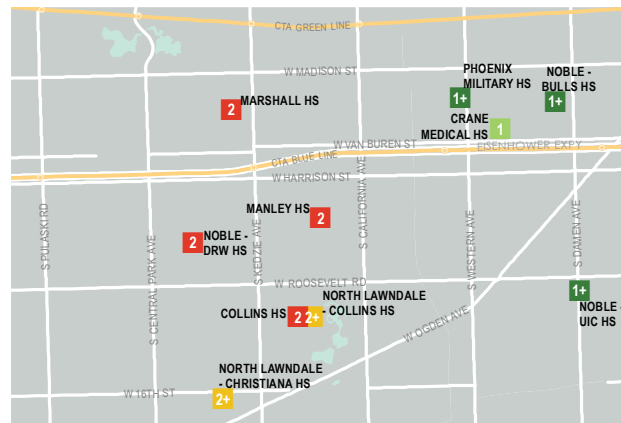 CTA GREEN LINE
W MADISON ST
PHOENIX
MILITARY HS
1+
NOBLE -
BULLS HS
1+
2
MARSHALL HS
CRANE
MEDICAL HS
1
W VAN BUREN ST
EISENHOWER EXPY
CTA BLUE LINE
W HARRISON ST
S PULASKI RD
S CENTRAL PARK AVE
S KEDZIE AVE
S CALIFORNIA AVE
S WESTERN AVE
S DAMEN AVE
MANLEY HS
2
2
NOBLE -
DRW HS
W ROOSEVELT RD
1+
NOBLE -
UIC HS
COLLINS HS
2
2+
NORTH LAWNDALE
- COLLINS HS
W OGDEN AVE
NORTH LAWNDALE
- CHRISTIANA HS
2+
W 16TH ST